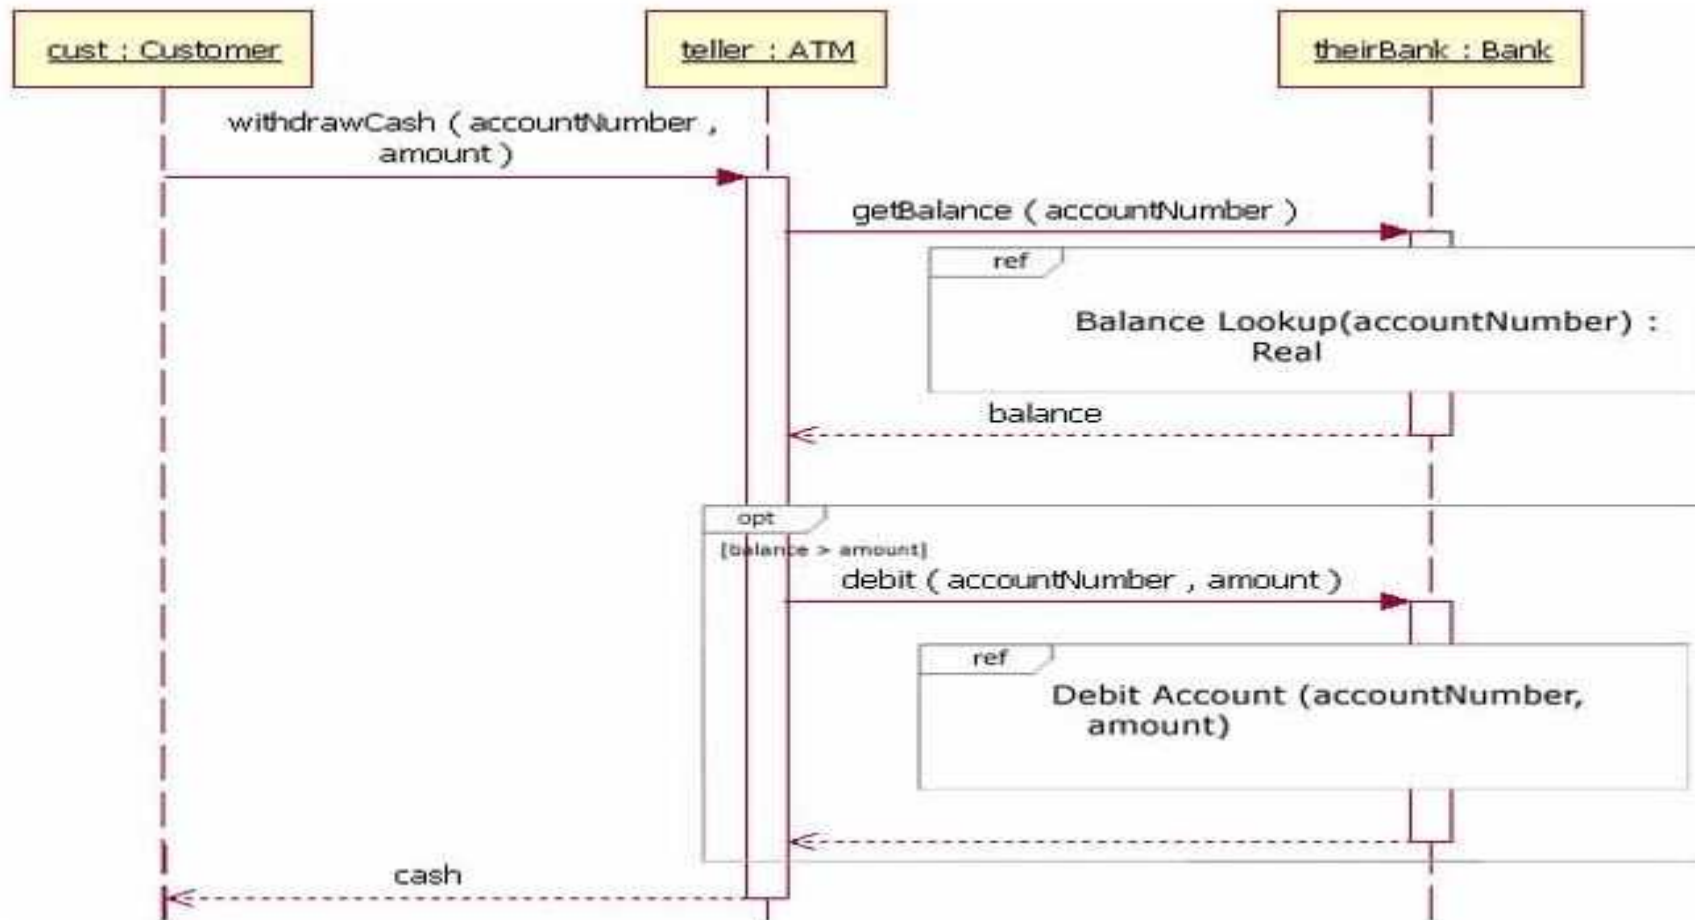 cust : Customer
teller : ATM
theirBank : Bank
withdrawCash ( accountNumber ,
amount )
getBalance ( accountNumber )
ref
Balance Lookup(accountNumber) :
Real
balance
opt
[balance > amount]
debit ( accountNumber , amount )
ref
Debit Account (accountNumber,
amount)
cash